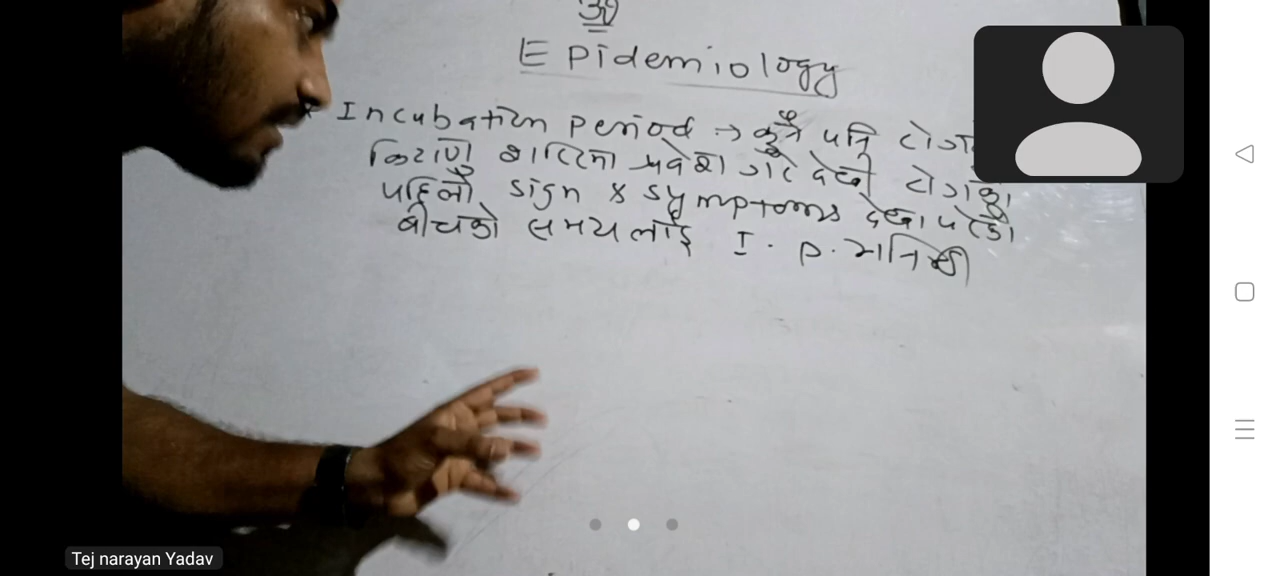 ॐ
Epidemiology
* Incubation period → कुनै पनि रोगको
किटाणु शरिरमा प्रवेश गरे देखी रोगको
पहिलो sign & symptoms देखा परेको
बीचको समयलाई I. P. भनिन्छ
Tej narayan Yadav